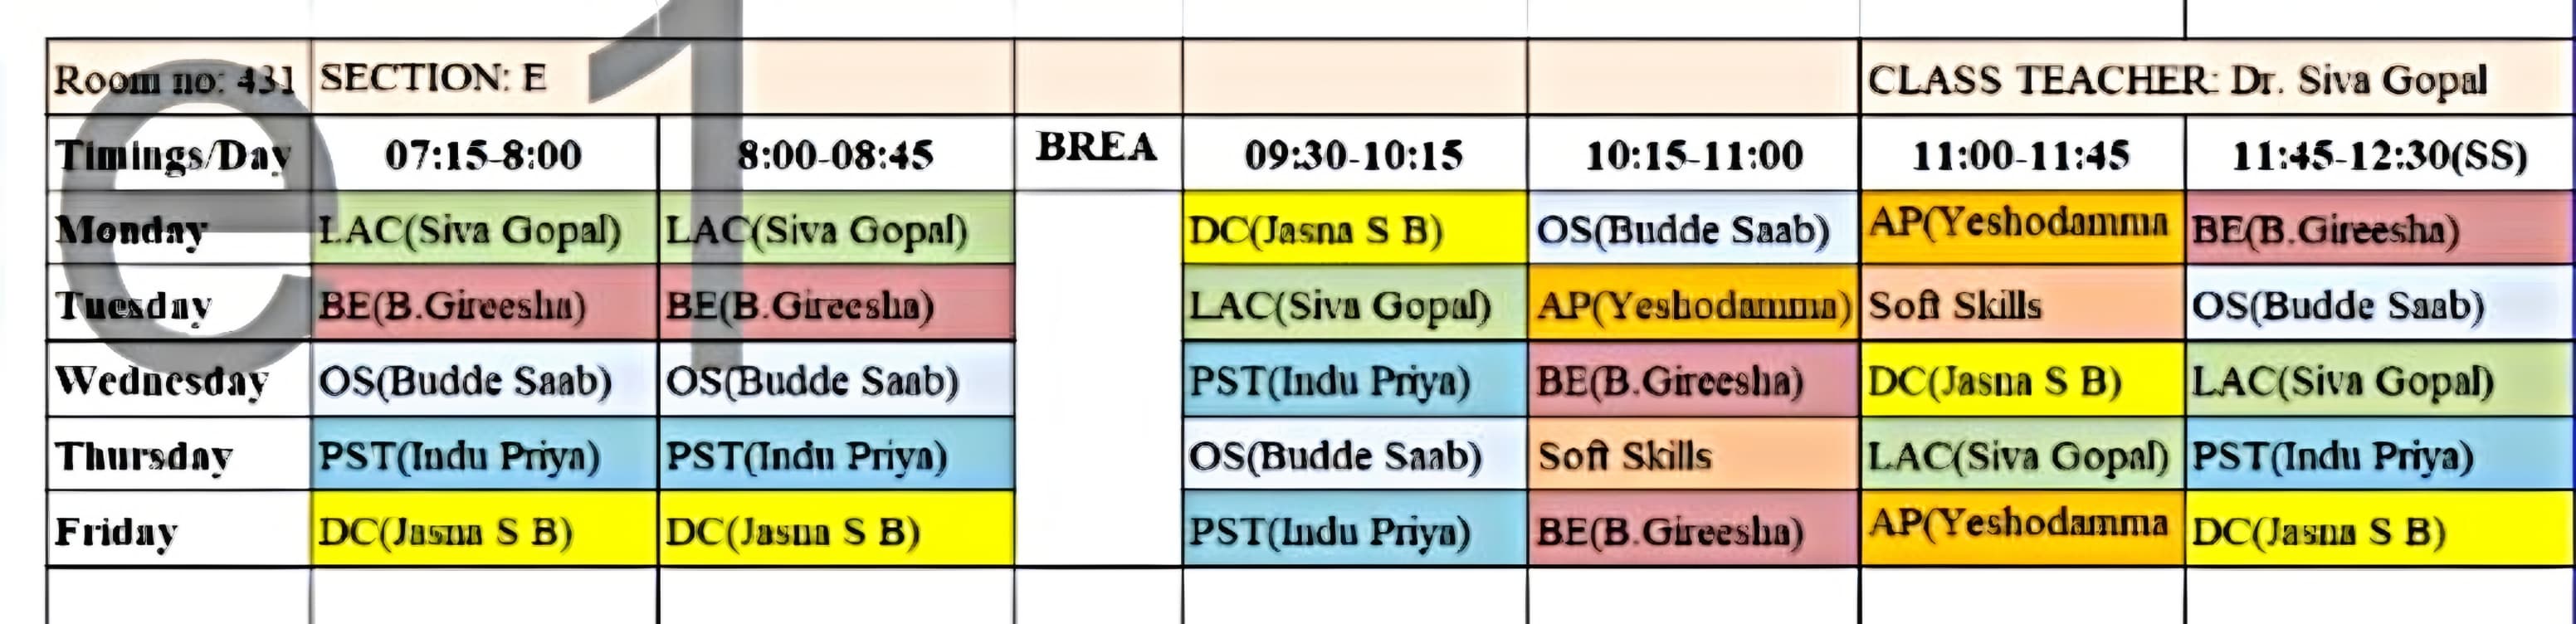 Room no: 431 SECTION: E CLASS TEACHER: Dr. Siva Gopal
Timings/Day 07:15-8:00 8:00-08:45 BREA 09:30-10:15 10:15-11:00 11:00-11:45 11:45-12:30(SS)
Monday LAC(Siva Gopal) LAC(Siva Gopal) DC(Jasna S B) OS(Budde Saab) AP(Yeshodamma BE(B.Gireesha)
Tuesday BE(B.Gireesha) BE(B.Gireesha) LAC(Siva Gopal) AP(Yeshodamma) Soft Skills OS(Budde Saab)
Wednesday OS(Budde Saab) OS(Budde Saab) PST(Indu Priya) BE(B.Gireesha) DC(Jasna S B) LAC(Siva Gopal)
Thursday PST(Indu Priya) PST(Indu Priya) OS(Budde Saab) Soft Skills LAC(Siva Gopal) PST(Indu Priya)
Friday DC(Jasna S B) DC(Jasna S B) PST(Indu Priya) BE(B.Gireesha) AP(Yeshodamma DC(Jasna S B)
e 1